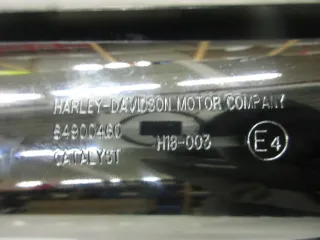 HARLEY-DAVIDSON MOTOR COMPANY
64900460 H18-003 E4
CATALYST